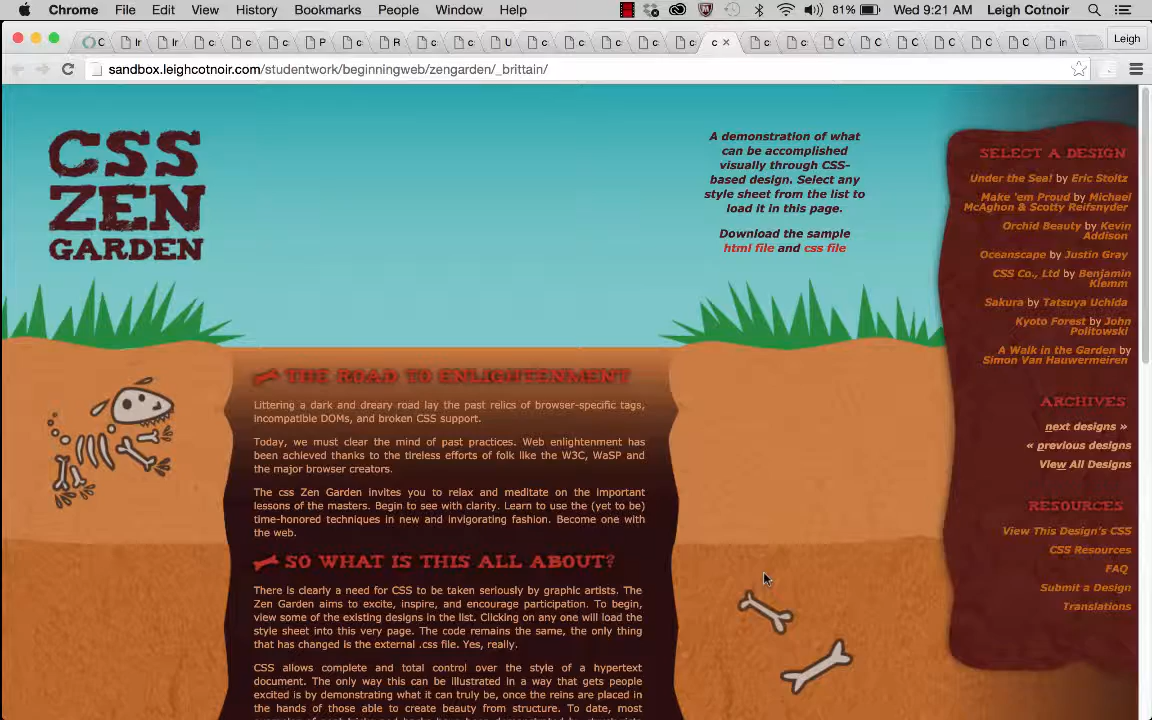 Chrome File Edit View History Bookmarks People Window Help 81% Wed 9:21 AM Leigh Cotnoir
Leigh
sandbox.leighcotnoir.com/studentwork/beginningweb/zengarden/_brittain/
CSS
ZEN
GARDEN
A demonstration of what
can be accomplished
visually through CSS-
based design. Select any
style sheet from the list to
load it in this page.
Download the sample
html file and css file
THE ROAD TO ENLIGHTENMENT
Littering a dark and dreary road lay the past relics of browser-specific tags,
incompatible DOMs, and broken CSS support.
Today, we must clear the mind of past practices. Web enlightenment has
been achieved thanks to the tireless efforts of folk like the W3C, WaSP and
the major browser creators.
The css Zen Garden invites you to relax and meditate on the important
lessons of the masters. Begin to see with clarity. Learn to use the (yet to be)
time-honored techniques in new and invigorating fashion. Become one with
the web.
SO WHAT IS THIS ALL ABOUT?
There is clearly a need for CSS to be taken seriously by graphic artists. The
Zen Garden aims to excite, inspire, and encourage participation. To begin,
view some of the existing designs in the list. Clicking on any one will load the
style sheet into this very page. The code remains the same, the only thing
that has changed is the external .css file. Yes, really.
CSS allows complete and total control over the style of a hypertext
document. The only way this can be illustrated in a way that gets people
excited is by demonstrating what it can truly be, once the reins are placed in
the hands of those able to create beauty from structure. To date, most
SELECT A DESIGN
Under the Sea! by Eric Stoltz
Make 'em Proud by Michael
McAghon & Scotty Reifsnyder
Orchid Beauty by Kevin
Addison
Oceanscape by Justin Gray
CSS Co., Ltd by Benjamin
Klemm
Sakura by Tatsuya Uchida
Kyoto Forest by John
Politowski
A Walk in the Garden by
Simon Van Hauwermeiren
ARCHIVES
next designs »
« previous designs
View All Designs
RESOURCES
View This Design's CSS
CSS Resources
FAQ
Submit a Design
Translations